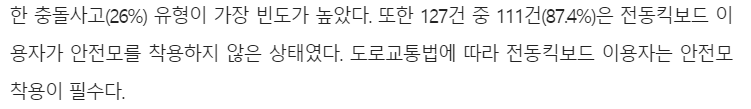 한 충돌사고(26%) 유형이 가장 빈도가 높았다. 또한 127건 중 111건(87.4%)은 전동킥보드 이
용자가 안전모를 착용하지 않은 상태였다. 도로교통법에 따라 전동킥보드 이용자는 안전모
착용이 필수다.